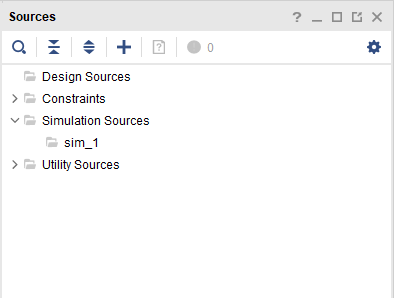 Sources
0
Design Sources
Constraints
Simulation Sources
sim_1
Utility Sources